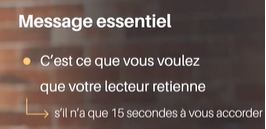 Message essentiel
C'est ce que vous voulez
que votre lecteur retienne
s'il n'a que 15 secondes à vous accorder